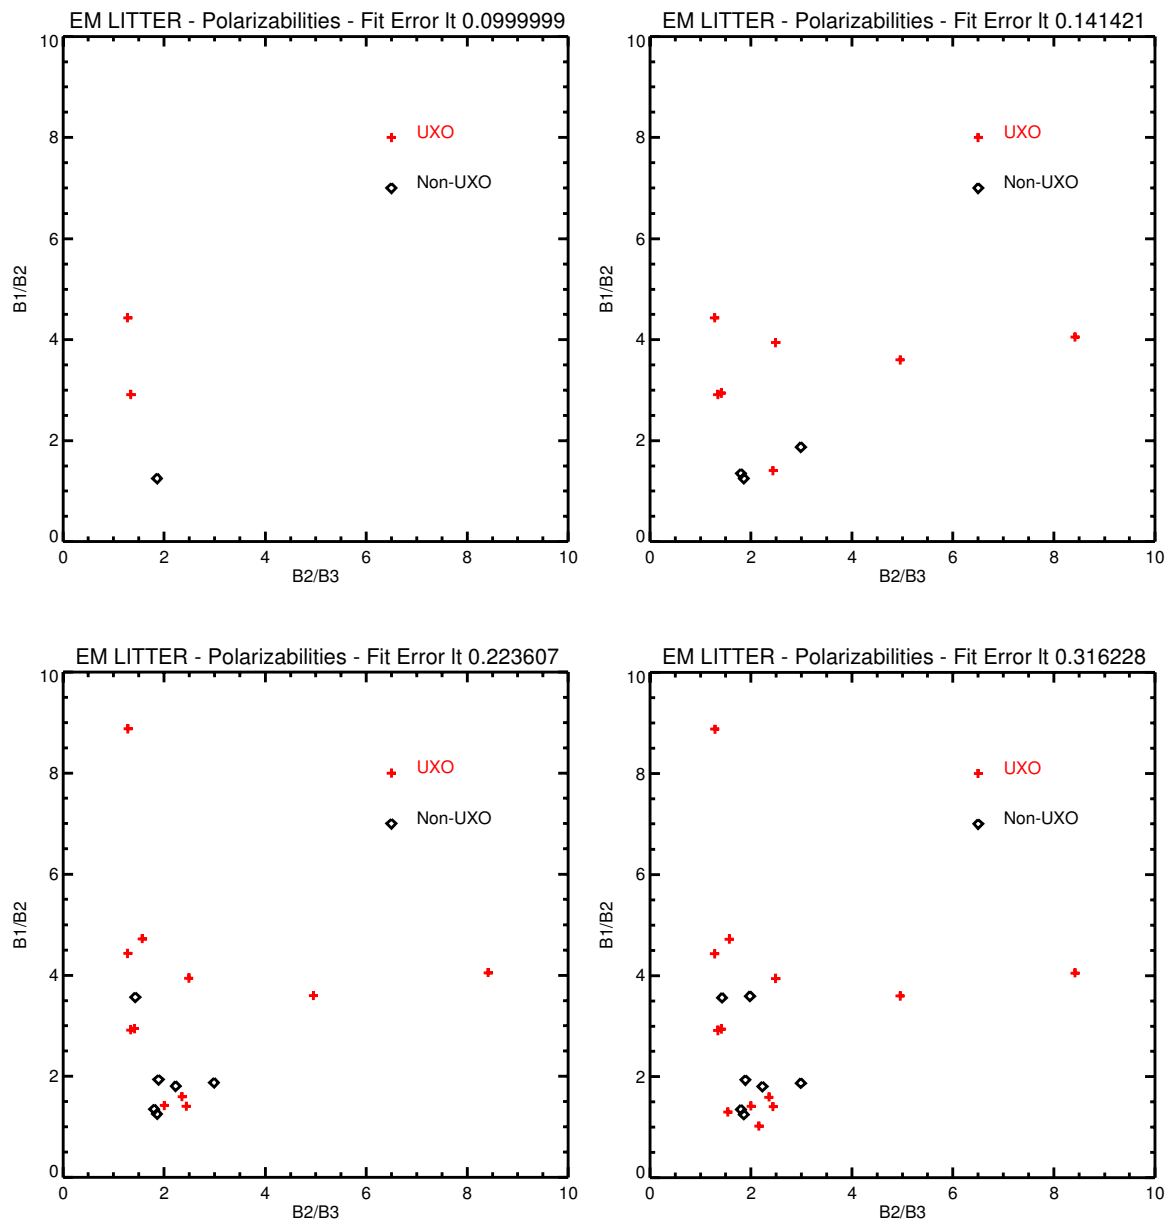 EM LITTER - Polarizabilities - Fit Error lt 0.0999999
10
8
6
4
2
0
B1/B2
UXO
Non-UXO
0 2 4 6 8 10
B2/B3
EM LITTER - Polarizabilities - Fit Error lt 0.141421
10
8
6
4
2
0
B1/B2
UXO
Non-UXO
0 2 4 6 8 10
B2/B3
EM LITTER - Polarizabilities - Fit Error lt 0.223607
10
8
6
4
2
0
B1/B2
UXO
Non-UXO
0 2 4 6 8 10
B2/B3
EM LITTER - Polarizabilities - Fit Error lt 0.316228
10
8
6
4
2
0
B1/B2
UXO
Non-UXO
0 2 4 6 8 10
B2/B3